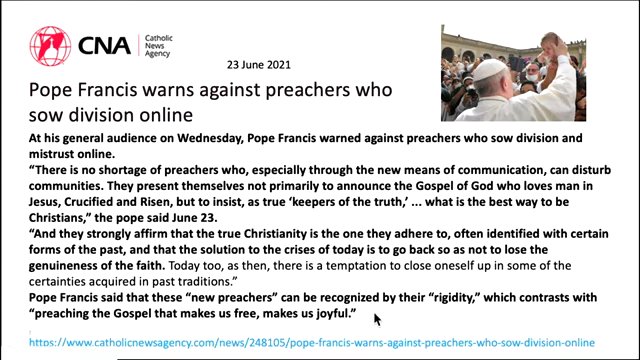 CNA
Catholic
News
Agency
23 June 2021
Pope Francis warns against preachers who
sow division online
At his general audience on Wednesday, Pope Francis warned against preachers who sow division and
mistrust online.
“There is no shortage of preachers who, especially through the new means of communication, can disturb
communities. They present themselves not primarily to announce the Gospel of God who loves man in
Jesus, Crucified and Risen, but to insist, as true ‘keepers of the truth,’ ... what is the best way to be
Christians,” the pope said June 23.
“And they strongly affirm that the true Christianity is the one they adhere to, often identified with certain
forms of the past, and that the solution to the crises of today is to go back so as not to lose the
genuineness of the faith. Today too, as then, there is a temptation to close oneself up in some of the
certainties acquired in past traditions.”
Pope Francis said that these “new preachers” can be recognized by their “rigidity,” which contrasts with
“preaching the Gospel that makes us free, makes us joyful.”
https://www.catholicnewsagency.com/news/248105/pope-francis-warns-against-preachers-who-sow-division-online